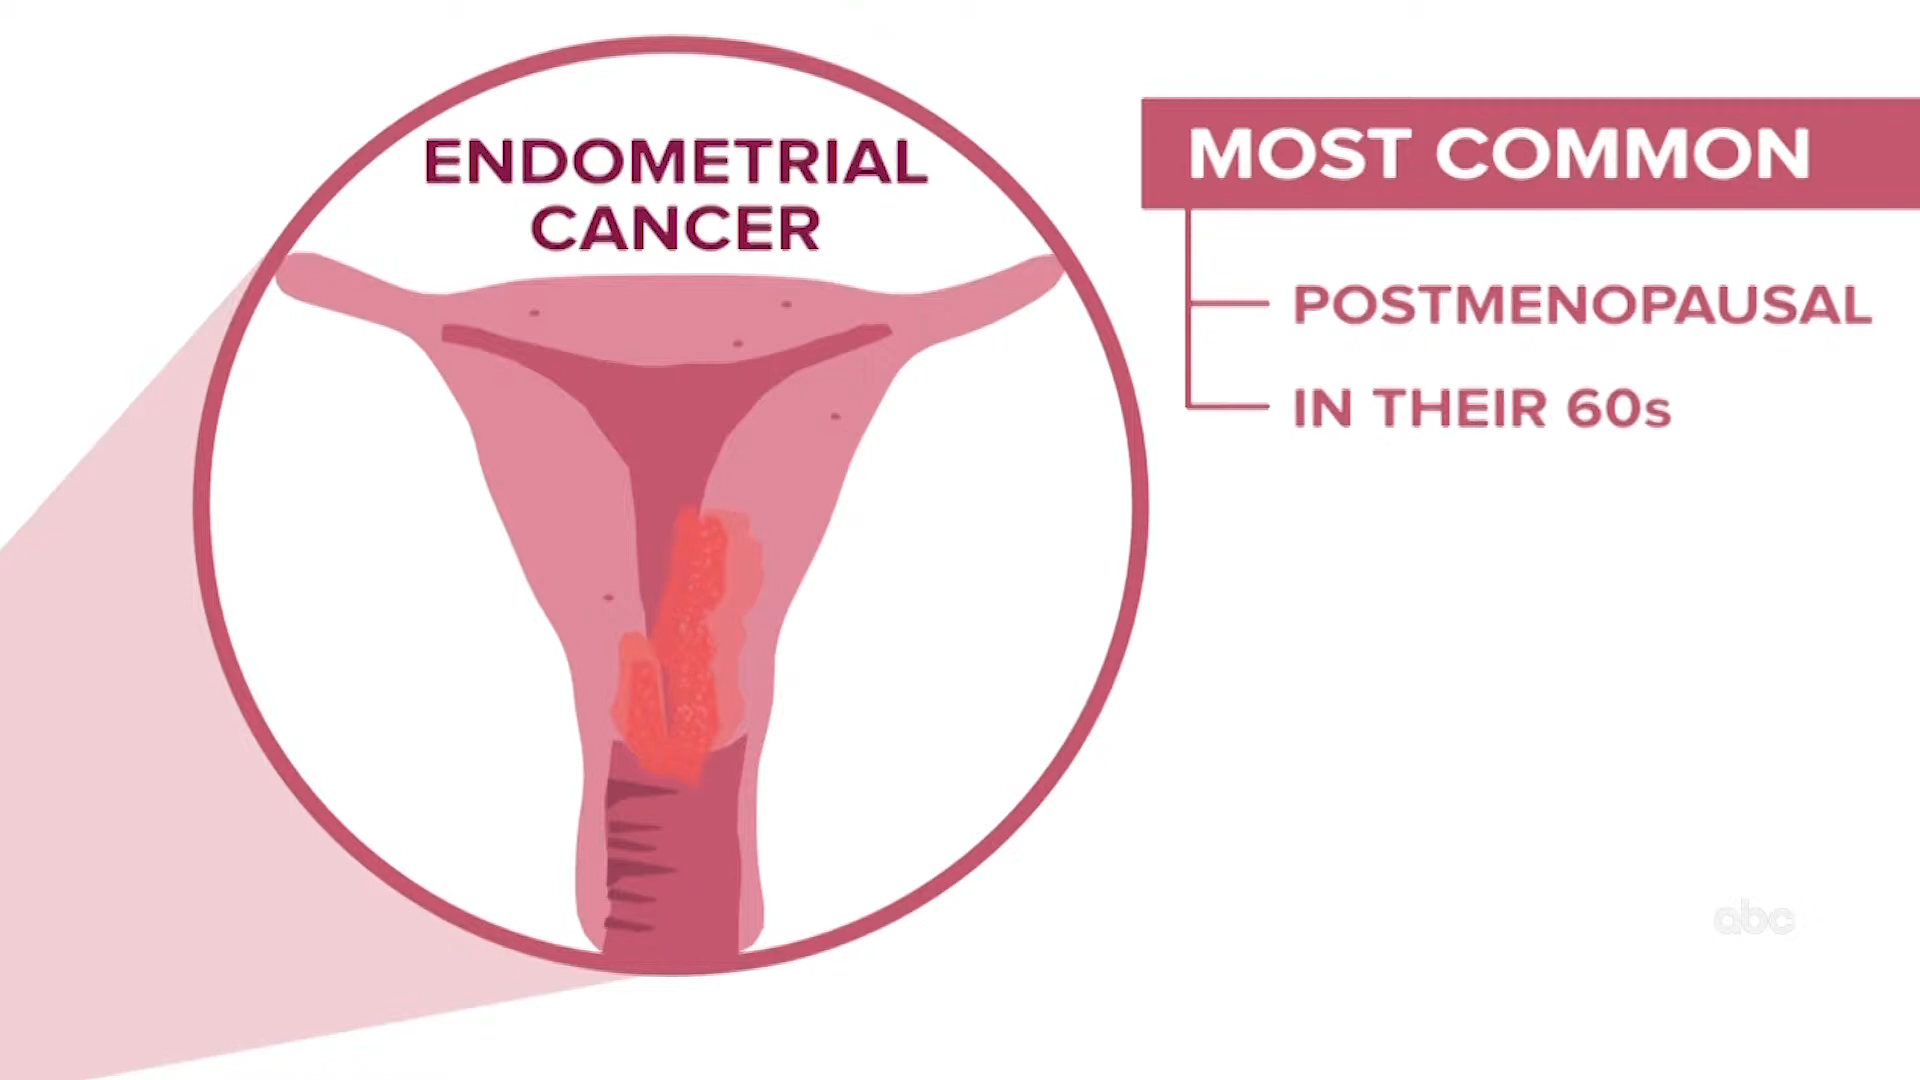 ENDOMETRIAL
CANCER
MOST COMMON
POSTMENOPAUSAL
IN THEIR 60s
abc